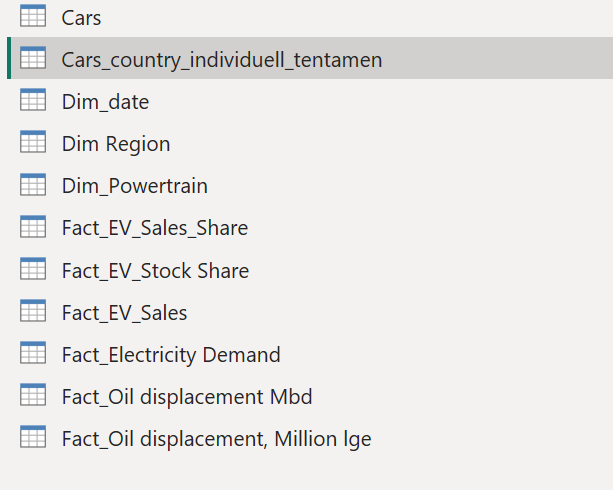 Cars
Cars_country_individuell_tentamen
Dim_date
Dim Region
Dim_Powertrain
Fact_EV_Sales_Share
Fact_EV_Stock Share
Fact_EV_Sales
Fact_Electricity Demand
Fact_Oil displacement Mbd
Fact_Oil displacement, Million lge